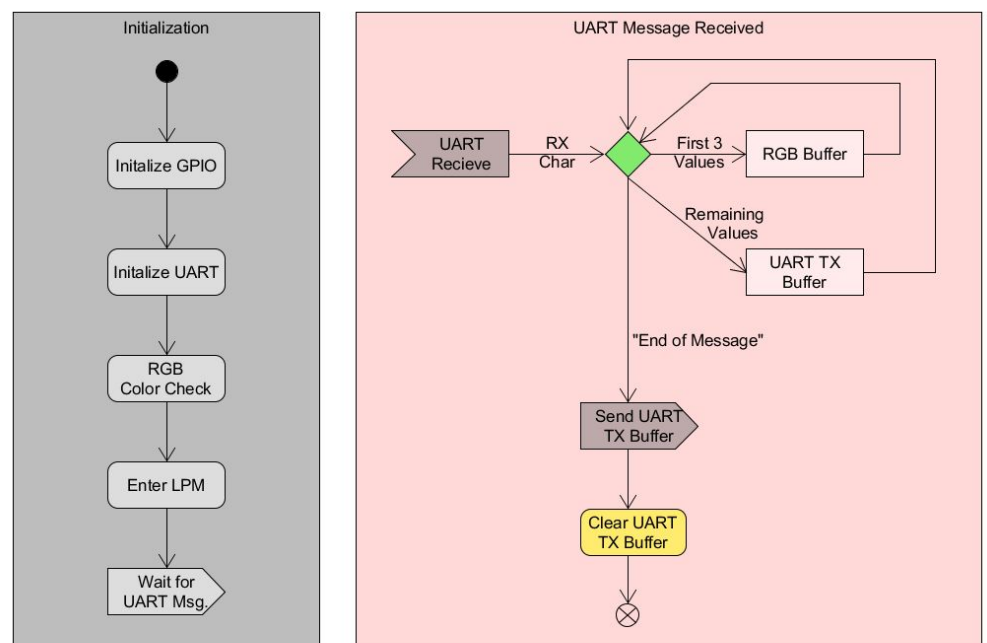 Initialization
Initalize GPIO
Initalize UART
RGB
Color Check
Enter LPM
Wait for
UART Msg.
UART Message Received
UART
Recieve
RX
Char
First 3
Values
RGB Buffer
Remaining
Values
UART TX
Buffer
"End of Message"
Send UART
TX Buffer
Clear UART
TX Buffer